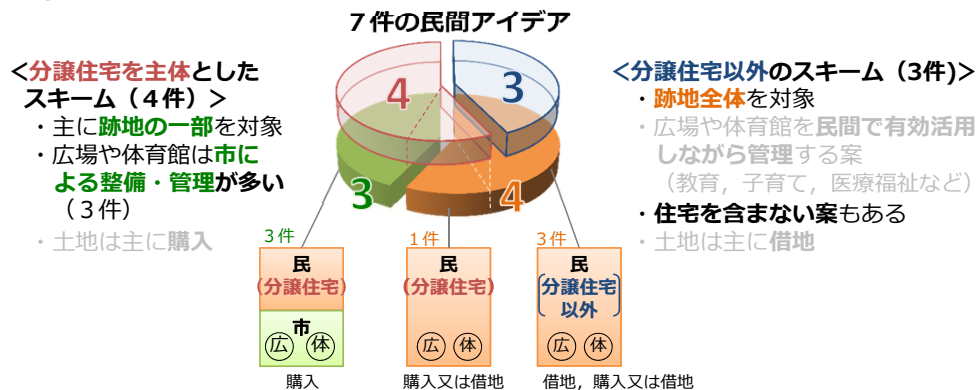 ７件の民間アイデア
＜分譲住宅を主体とした
スキーム（４件）＞
・主に跡地の一部を対象
・広場や体育館は市に
よる整備・管理が多い
（３件）
・土地は主に購入
4
3
3
4
＜分譲住宅以外のスキーム（3件)＞
・跡地全体を対象
・広場や体育館を民間で有効活用
しながら管理する案
（教育，子育て，医療福祉など）
・住宅を含まない案もある
・土地は主に借地
３件
民
(分譲住宅)
市
広 体
購入
１件
民
(分譲住宅)
広 体
購入又は借地
３件
民
分譲住宅
以外
広 体
借地，購入又は借地